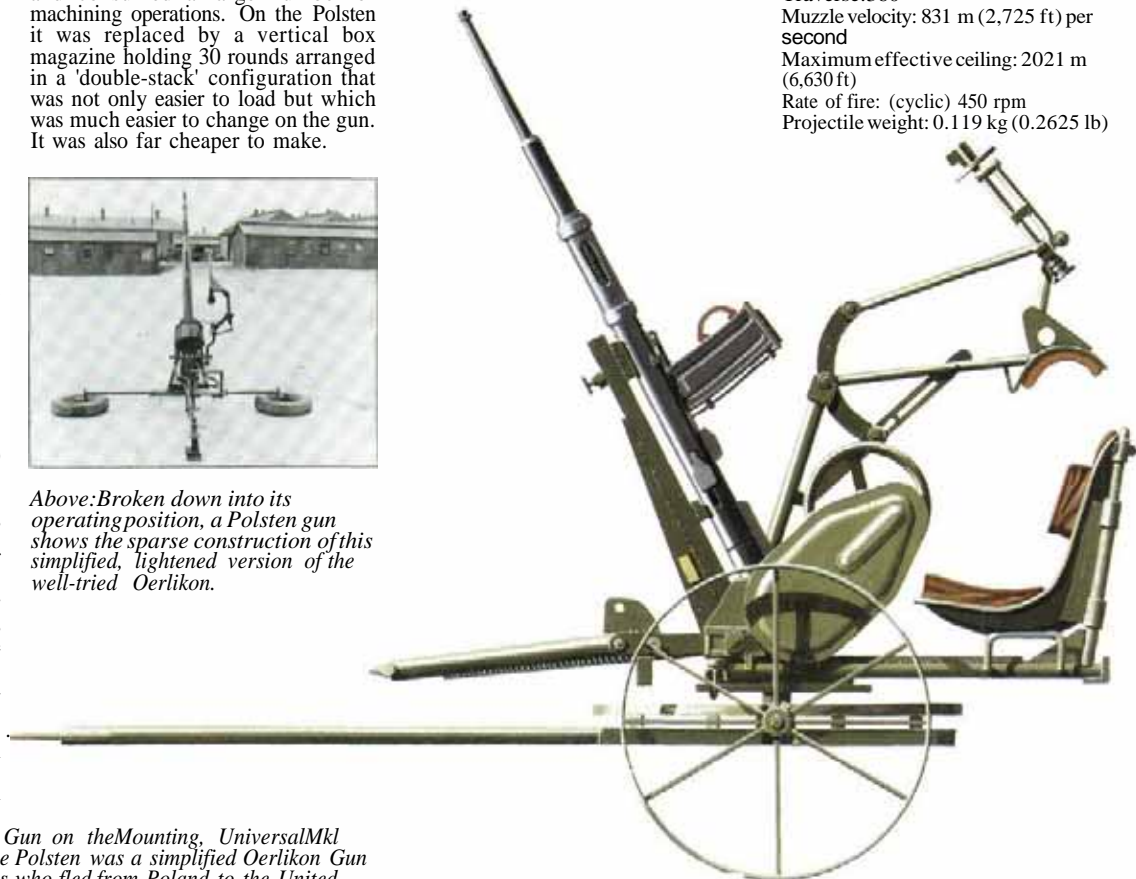 machining operations. On the Polsten
it was replaced by a vertical box
magazine holding 30 rounds arranged
in a 'double-stack' configuration that
was not only easier to load but which
was much easier to change on the gun.
It was also far cheaper to make.
Above:Broken down into its
operatingposition, a Polsten gun
shows the sparse construction of this
simplified, lightened version of the
well-tried Oerlikon.
Gun on theMounting, UniversalMkl
e Polsten was a simplified Oerlikon Gun
s who fled from Poland to the United
Muzzle velocity: 831 m (2,725 ft) per
second
Maximum effective ceiling: 2021 m
(6,630 ft)
Rate of fire: (cyclic) 450 rpm
Projectile weight: 0.119 kg (0.2625 lb)